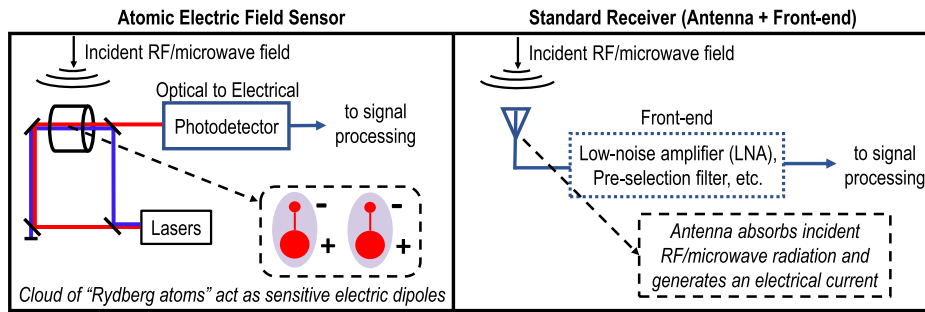 Atomic Electric Field Sensor
Incident RF/microwave field
Optical to Electrical
Photodetector
to signal
processing
Lasers
-
-
+
+
Cloud of “Rydberg atoms” act as sensitive electric dipoles
Standard Receiver (Antenna + Front-end)
Incident RF/microwave field
Front-end
Low-noise amplifier (LNA),
Pre-selection filter, etc.
to signal
processing
Antenna absorbs incident
RF/microwave radiation and
generates an electrical current